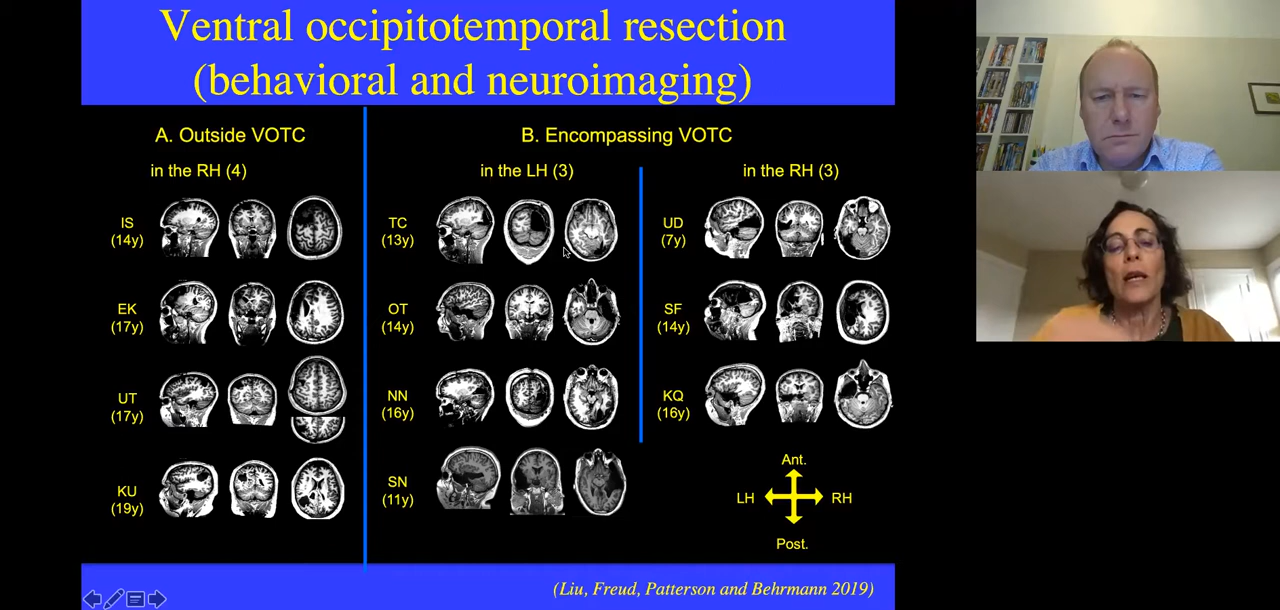 Ventral occipitotemporal resection
(behavioral and neuroimaging)
A. Outside VOTC
in the RH (4)
IS
(14y)
EK
(17y)
UT
(17y)
KU
(19y)
B. Encompassing VOTC
in the LH (3)
TC
(13y)
OT
(14y)
NN
(16y)
SN
(11y)
in the RH (3)
UD
(7y)
SF
(14y)
KQ
(16y)
Ant.
LH
RH
Post.
(Liu, Freud, Patterson and Behrmann 2019)